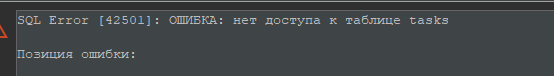 SQL Error [42501]: ОШИБКА: нет доступа к таблице tasks
Позиция ошибки: